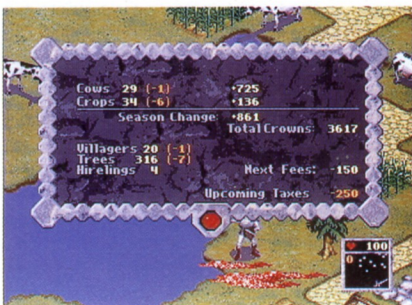 Cows 29 (-1) +725
Crops 34 (-6) +136
Season Change +861
Total Crowns: 3617
Villagers 20 (-1)
Trees 316 (-7)
Hirelings 4 Next Fees: -150
Upcoming Taxes -250
100
0